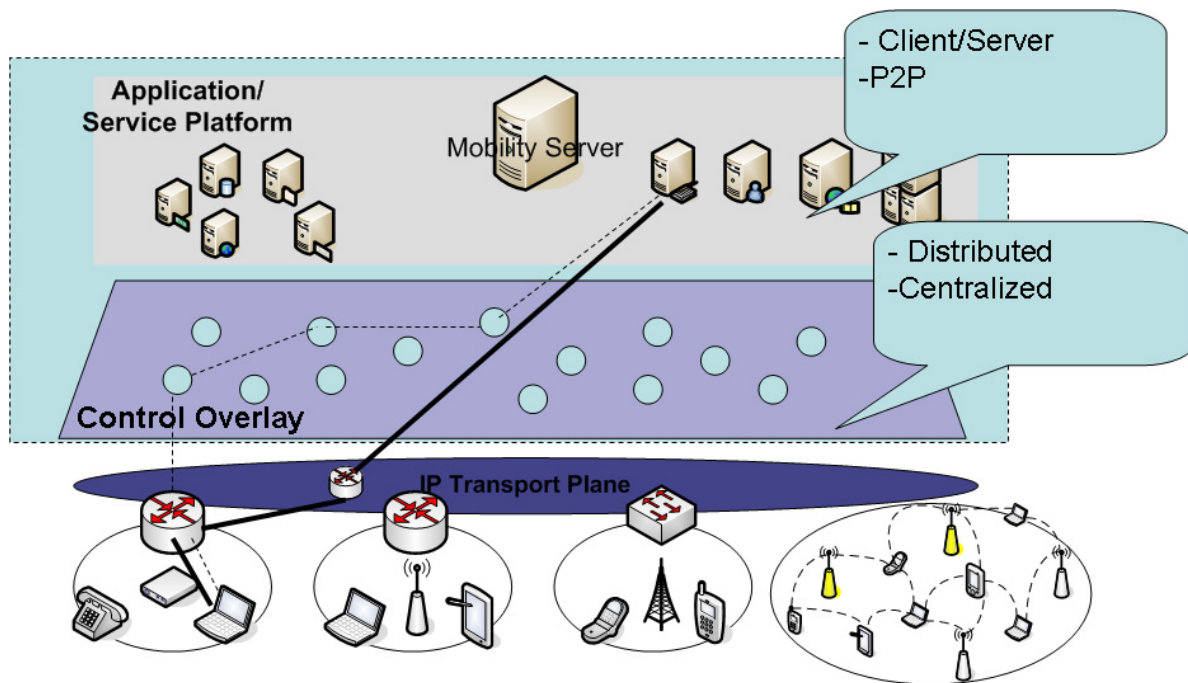 - Client/Server
-P2P
Application/
Service Platform
Mobility Server
- Distributed
-Centralized
Control Overlay
IP Transport Plane